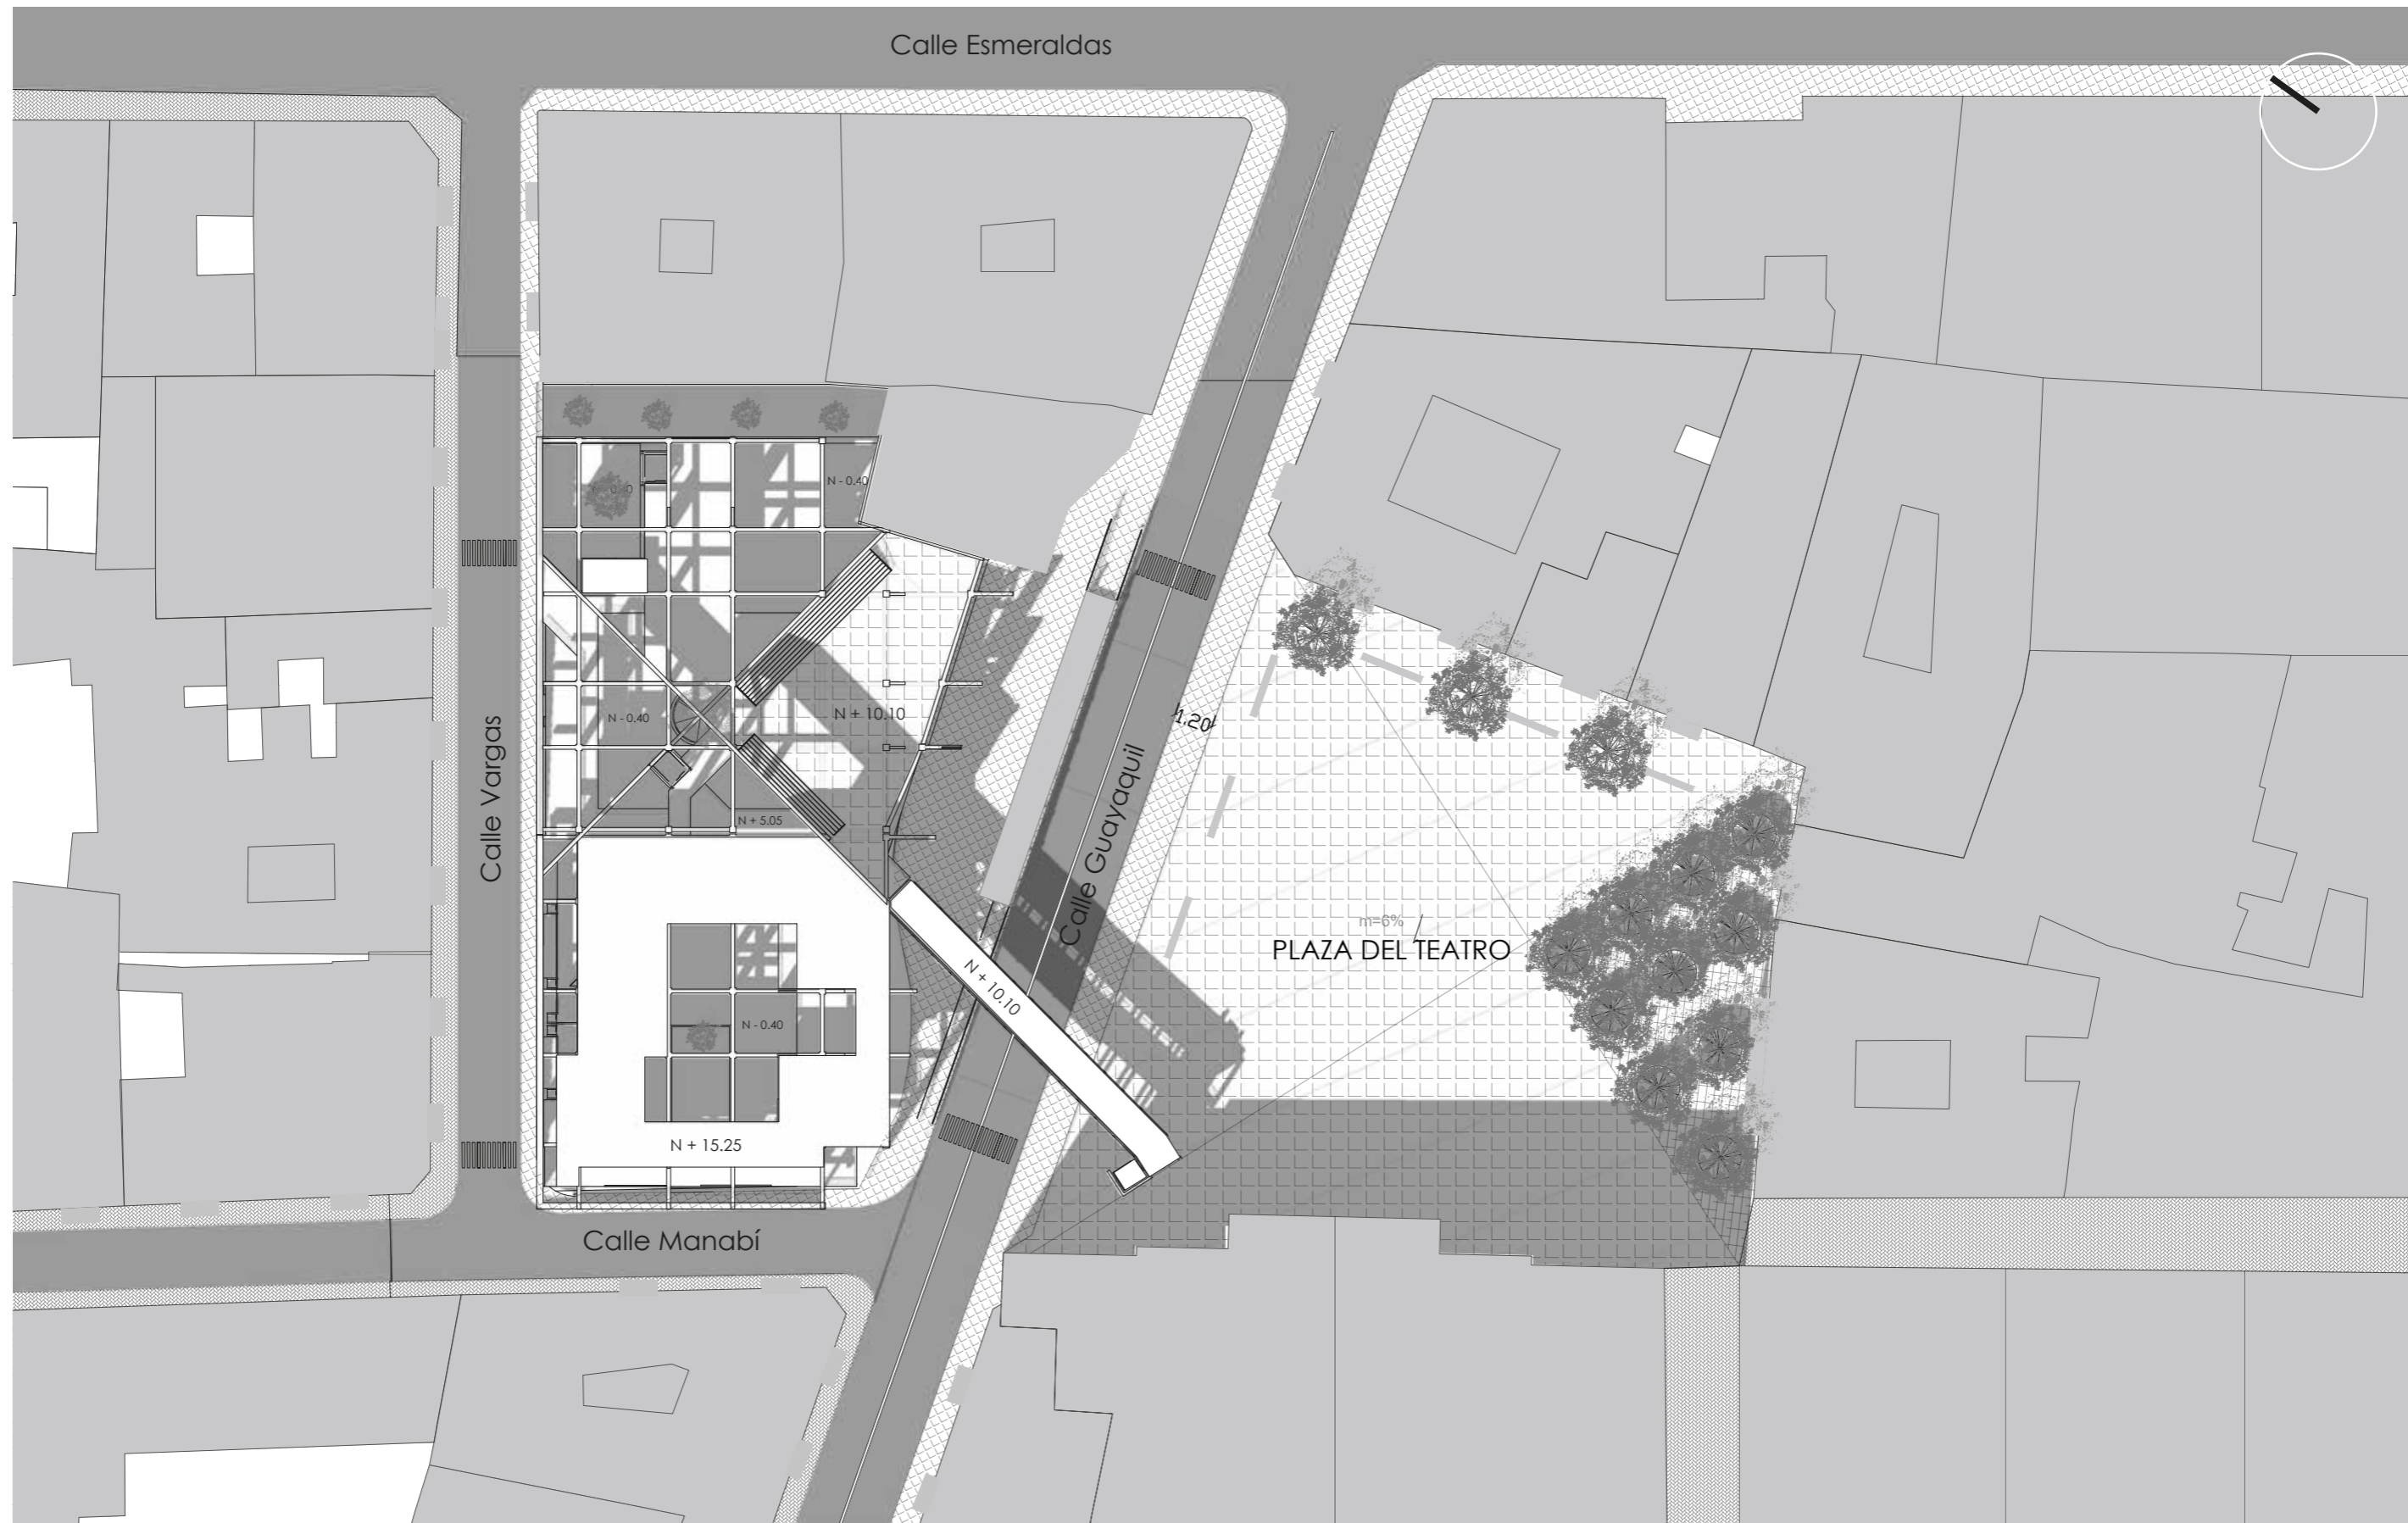 Calle Esmeraldas
N - 0.40
N - 0.40
N + 10.10
1.20
N + 5.05
Calle Vargas
Calle Guayaquil
m=6%
PLAZA DEL TEATRO
N + 10.10
N - 0.40
N + 15.25
Calle Manabí